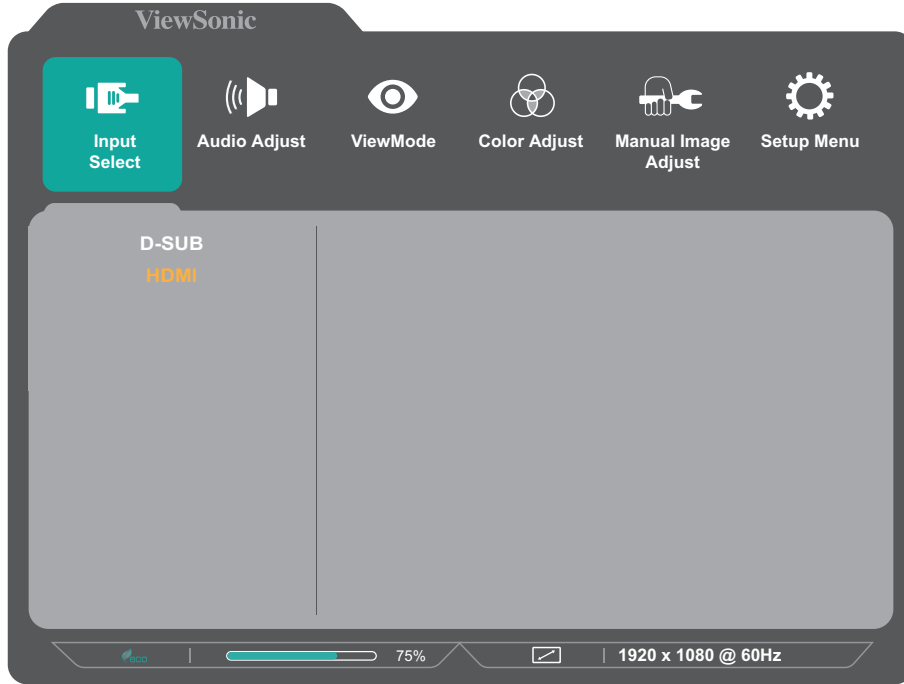 ViewSonic
Input
Select
Audio Adjust
ViewMode
Color Adjust
Manual Image
Adjust
Setup Menu
D-SUB
HDMI
eco
75%
1920 x 1080 @ 60Hz